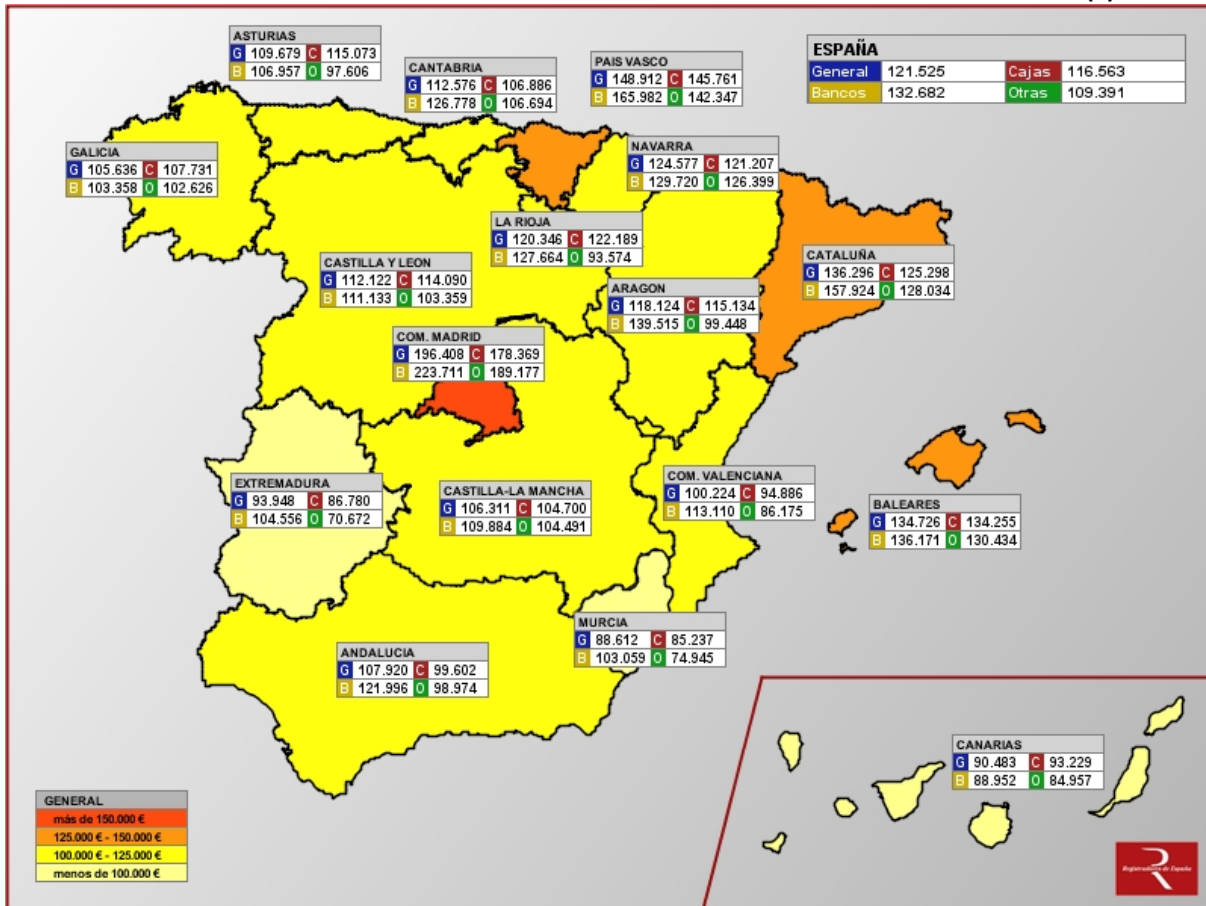 ASTURIAS
G 109.679 C 115.073
B 106.957 O 97.606
CANTABRIA
G 112.576 C 106.886
B 126.778 O 106.694
PAIS VASCO
G 148.912 C 145.761
B 165.982 O 142.347
ESPAÑA
General 121.525 Cajas 116.563
Bancos 132.682 Otras 109.391
GALICIA
G 105.636 C 107.731
B 103.358 O 102.626
NAVARRA
G 124.577 C 121.207
B 129.720 O 126.399
LA RIOJA
G 120.346 C 122.189
B 127.664 O 93.574
CASTILLA Y LEON
G 112.122 C 114.090
B 111.133 O 103.359
CATALUÑA
G 136.296 C 125.298
B 157.924 O 128.034
ARAGON
G 118.124 C 115.134
B 139.515 O 99.448
COM. MADRID
G 196.408 C 178.369
B 223.711 O 189.177
EXTREMADURA
G 93.948 C 86.780
B 104.556 O 70.672
CASTILLA-LA MANCHA
G 106.311 C 104.700
B 109.884 O 104.491
COM. VALENCIANA
G 100.224 C 94.886
B 113.110 O 86.175
BALEARES
G 134.726 C 134.255
B 136.171 O 130.434
MURCIA
G 88.612 C 85.237
B 103.059 O 74.945
ANDALUCIA
G 107.920 C 99.602
B 121.996 O 98.974
CANARIAS
G 90.483 C 93.229
B 88.952 O 84.957
GENERAL
más de 150.000 €
125.000 € - 150.000 €
100.000 € - 125.000 €
menos de 100.000 €
Registradores de España